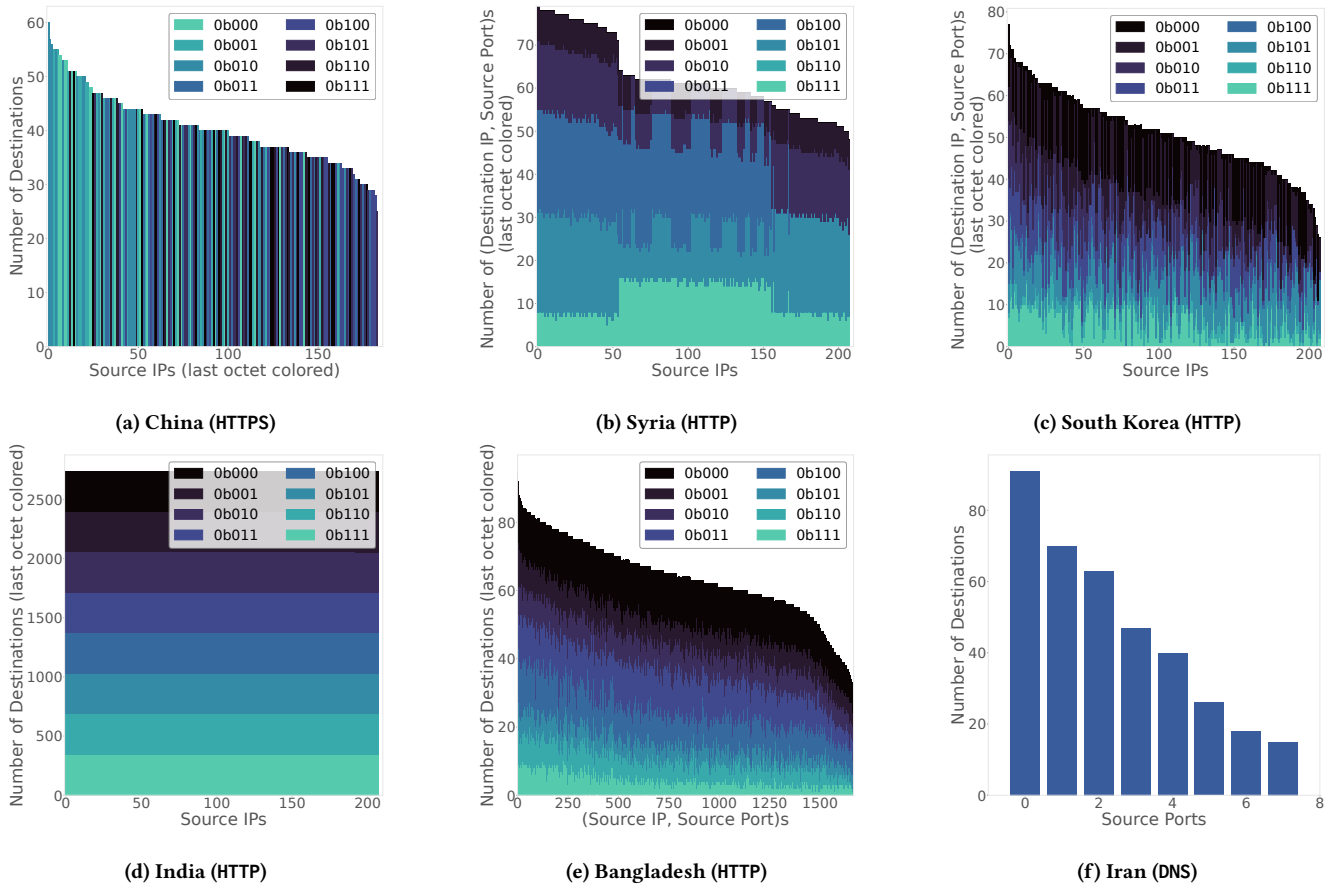 60
50
40
30
20
10
0
Number of Destinations
0b000
0b001
0b010
0b011
0b100
0b101
0b110
0b111
0
50
100
150
Source IPs (last octet colored)
(a) China (HTTPS)
70
60
50
40
30
20
10
0
Number of (Destination IP, Source Port)s
(last octet colored)
0b000
0b001
0b010
0b011
0b100
0b101
0b110
0b111
0
50
100
150
200
Source IPs
(b) Syria (HTTP)
80
70
60
50
40
30
20
10
0
Number of (Destination IP, Source Port)s
(last octet colored)
0b000
0b001
0b010
0b011
0b100
0b101
0b110
0b111
0
50
100
150
200
Source IPs
(c) South Korea (HTTP)
2500
2000
1500
1000
500
0
Number of Destinations (last octet colored)
0b000
0b001
0b010
0b011
0b100
0b101
0b110
0b111
0
50
100
150
200
Source IPs
(d) India (HTTP)
80
60
40
20
0
Number of Destinations (last octet colored)
0b000
0b001
0b010
0b011
0b100
0b101
0b110
0b111
0
250
500
750
1000
1250
1500
(Source IP, Source Port)s
(e) Bangladesh (HTTP)
80
60
40
20
0
Number of Destinations
0
2
4
6
8
Source Ports
(f) Iran (DNS)